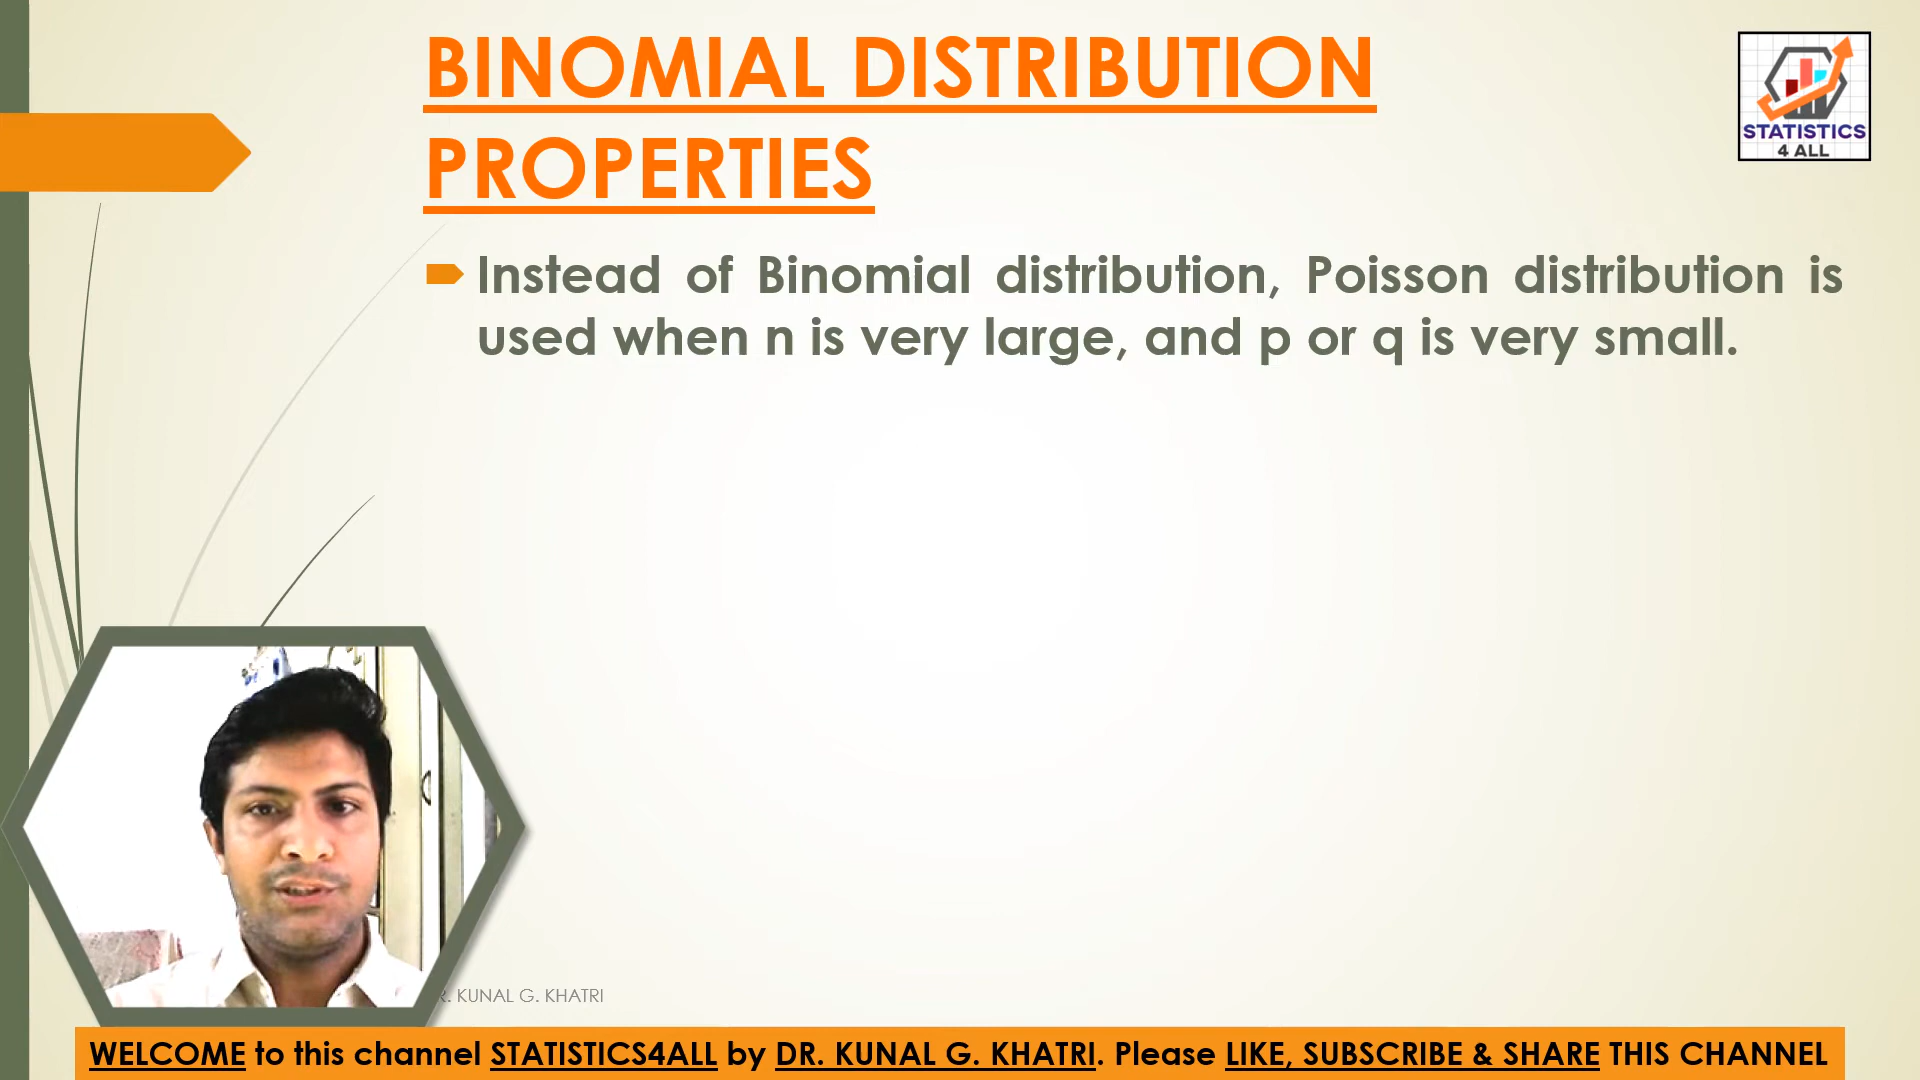 BINOMIAL DISTRIBUTION
PROPERTIES
STATISTICS
4 ALL
Instead of Binomial distribution, Poisson distribution is
used when n is very large, and p or q is very small.
R. KUNAL G. KHATRI
WELCOME to this channel STATISTICS4ALL by DR. KUNAL G. KHATRI. Please LIKE, SUBSCRIBE & SHARE THIS CHANNEL